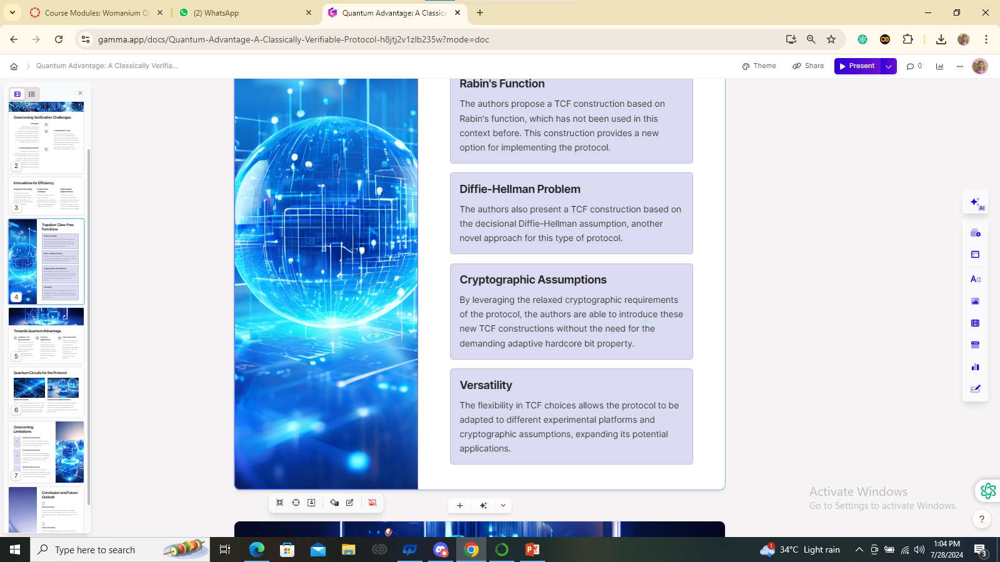 Course Modules: Womanium Q
(2) WhatsApp
Quantum Advantage: A Classica
gamma.app/docs/Quantum-Advantage-A-Classically-Verifiable-Protocol-h8jtj2v1zlb235w?mode=doc
Quantum Advantage: A Classically Verifia...
Theme
Share
Present
0
Overcoming Verification Challenges
2
Innovations for Efficiency
3
Trapdoor Claw-Free
Functions
4
Towards Quantum Advantage
5
Quantum Circuits for the Protocol
6
Overcoming
Limitations
7
Conclusion and Future
Outlook
Rabin's Function
The authors propose a TCF construction based on
Rabin's function, which has not been used in this
context before. This construction provides a new
option for implementing the protocol.
Diffie-Hellman Problem
The authors also present a TCF construction based on
the decisional Diffie-Hellman assumption, another
novel approach for this type of protocol.
Cryptographic Assumptions
By leveraging the relaxed cryptographic requirements
of the protocol, the authors are able to introduce these
new TCF constructions without the need for the
demanding adaptive hardcore bit property.
Versatility
The flexibility in TCF choices allows the protocol to be
adapted to different experimental platforms and
cryptographic assumptions, expanding its potential
applications.
AI
Aa
Activate Windows
Go to Settings to activate Windows.
?
Type here to search
1
34°C Light rain
1:04 PM
7/28/2024
3